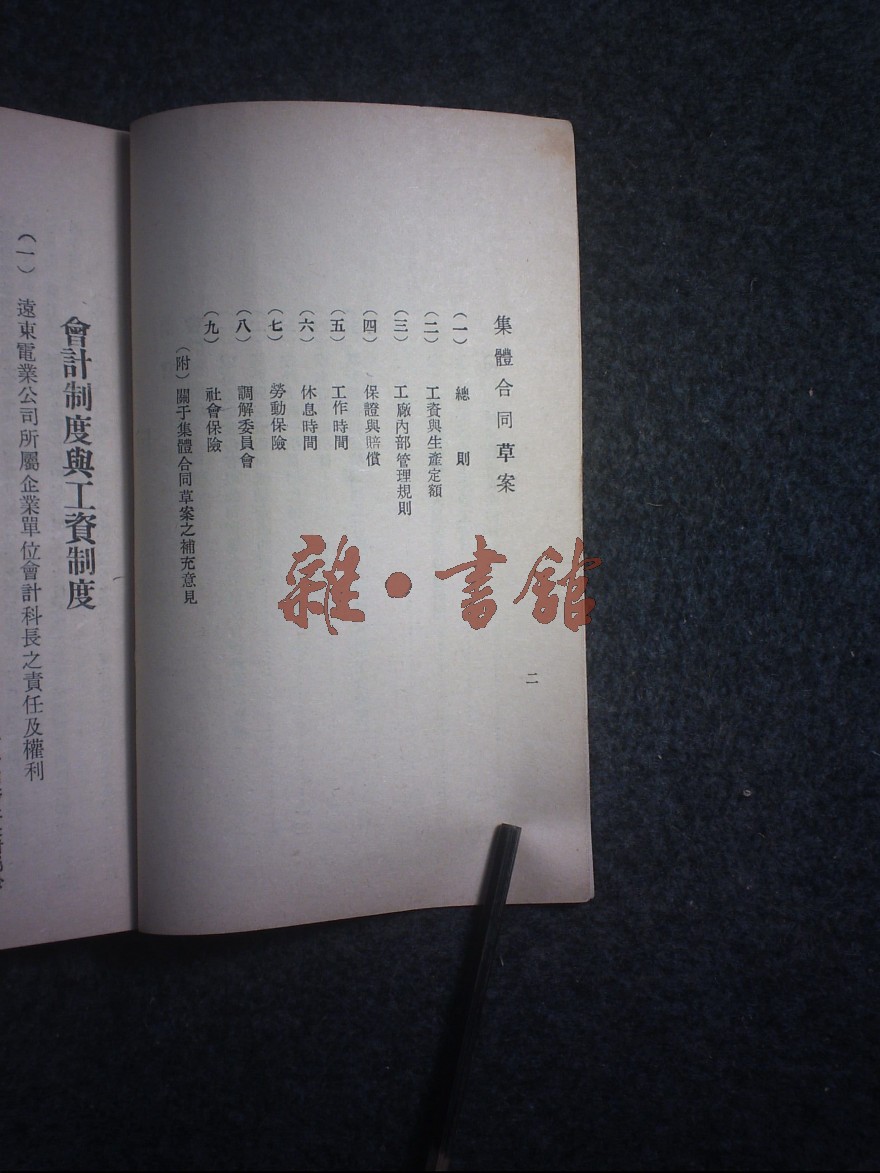 集體合同草案
(一) 總則
(二) 工資與生產定額
(三) 工廠內部管理規則
(四) 保證與賠償
(五) 工作時間
(六) 休息時間
(七) 勞動保險
(八) 調解委員會
(九) 社會保險
(附) 關于集體合同草案之補充意見
二
會計制度與工資制度
(一) 遠東電業公司所屬企業單位會計科長之責任及權利
雜·書館